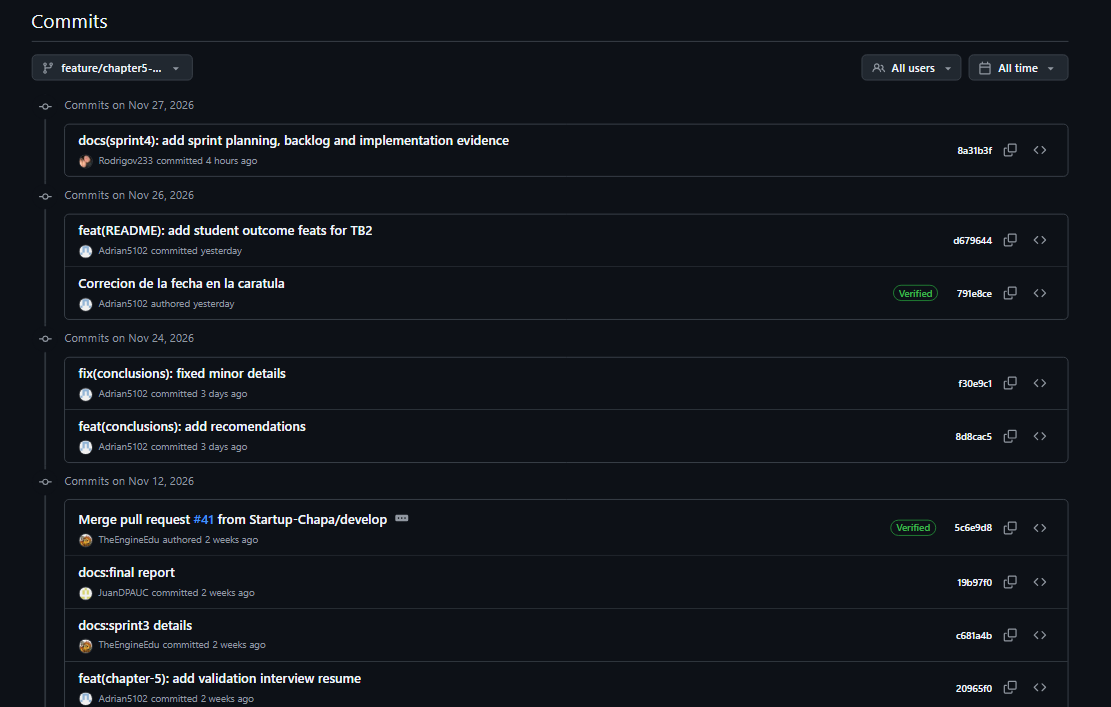 Commits
feature/chapter5-...
All users
All time
Commits on Nov 27, 2026
docs(sprint4): add sprint planning, backlog and implementation evidence
Rodrigov233 committed 4 hours ago
8a31b3f
Commits on Nov 26, 2026
feat(README): add student outcome feats for TB2
Adrian5102 committed yesterday
d679644
Correcion de la fecha en la caratula
Adrian5102 authored yesterday
Verified
791e8ce
Commits on Nov 24, 2026
fix(conclusions): fixed minor details
Adrian5102 committed 3 days ago
f30e9c1
feat(conclusions): add recomendations
Adrian5102 committed 3 days ago
8d8cac5
Commits on Nov 12, 2026
Merge pull request #41 from Startup-Chapa/develop
TheEngineEdu authored 2 weeks ago
Verified
5c6e9d8
docs:final report
JuanDPAUC committed 2 weeks ago
19b97f0
docs:sprint3 details
TheEngineEdu committed 2 weeks ago
c681a4b
feat(chapter-5): add validation interview resume
Adrian5102 committed 2 weeks ago
20965f0